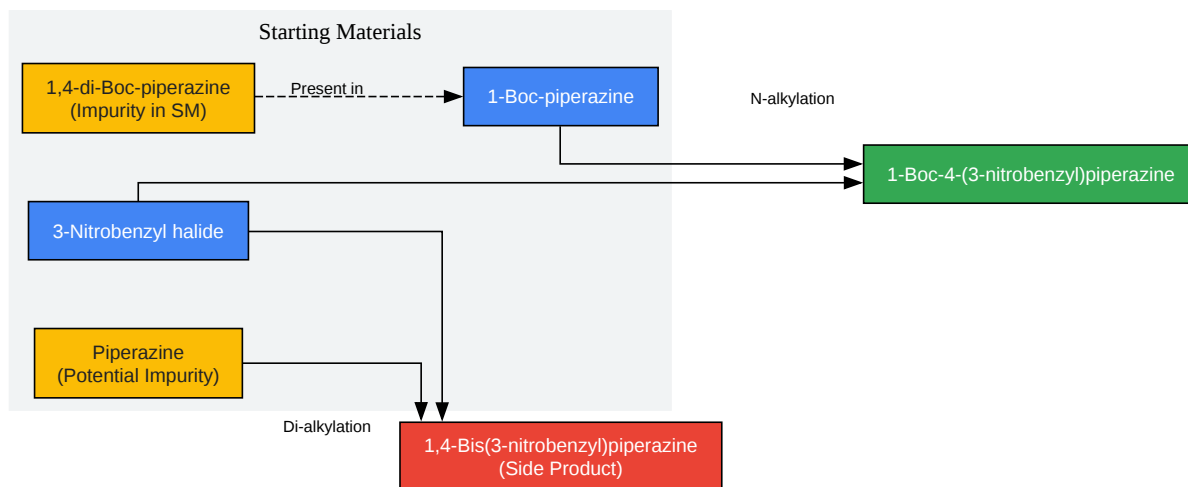 Starting Materials
1,4-di-Boc-piperazine
(Impurity in SM)
Present in
1-Boc-piperazine
N-alkylation
1-Boc-4-(3-nitrobenzyl)piperazine
3-Nitrobenzyl halide
Piperazine
(Potential Impurity)
Di-alkylation
1,4-Bis(3-nitrobenzyl)piperazine
(Side Product)